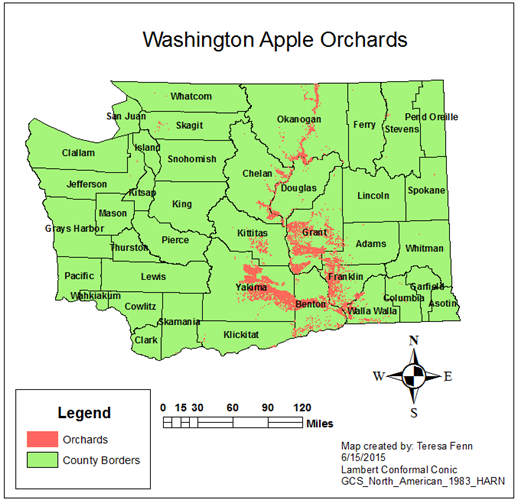 Washington Apple Orchards
Whatcom
Okanogan
Ferry
Pend Oreille
Stevens
San Juan
Skagit
Island
Clallam
Snohomish
Chelan
Douglas
Jefferson
Kitsap
King
Lincoln
Spokane
Mason
Grays Harbor
Kittitas
Grant
Thurston
Pierce
Adams
Whitman
Pacific
Lewis
Yakima
Franklin
Garfield
Wahkiakum
Columbia
Asotin
Cowlitz
Benton
Walla Walla
Skamania
Klickitat
Clark
N
W
E
S
Legend
Orchards
County Borders
0 15 30 60 90 120
Miles
Map created by: Teresa Fenn
6/15/2015
Lambert Conformal Conic
GCS_North_American_1983_HARN